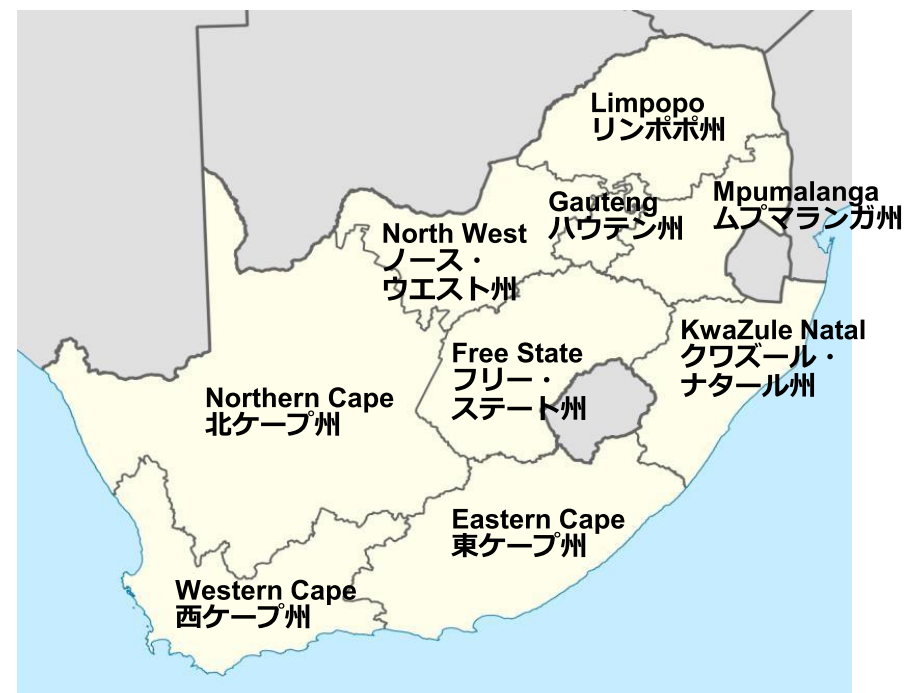 Limpopo
リンポポ州
Mpumalanga
ムプマランガ州
Gauteng
ハウテン州
North West
ノース・
ウエスト州
KwaZule Natal
クワズール・
ナタール州
Free State
フリー・
ステート州
Northern Cape
北ケープ州
Eastern Cape
東ケープ州
Western Cape
西ケープ州